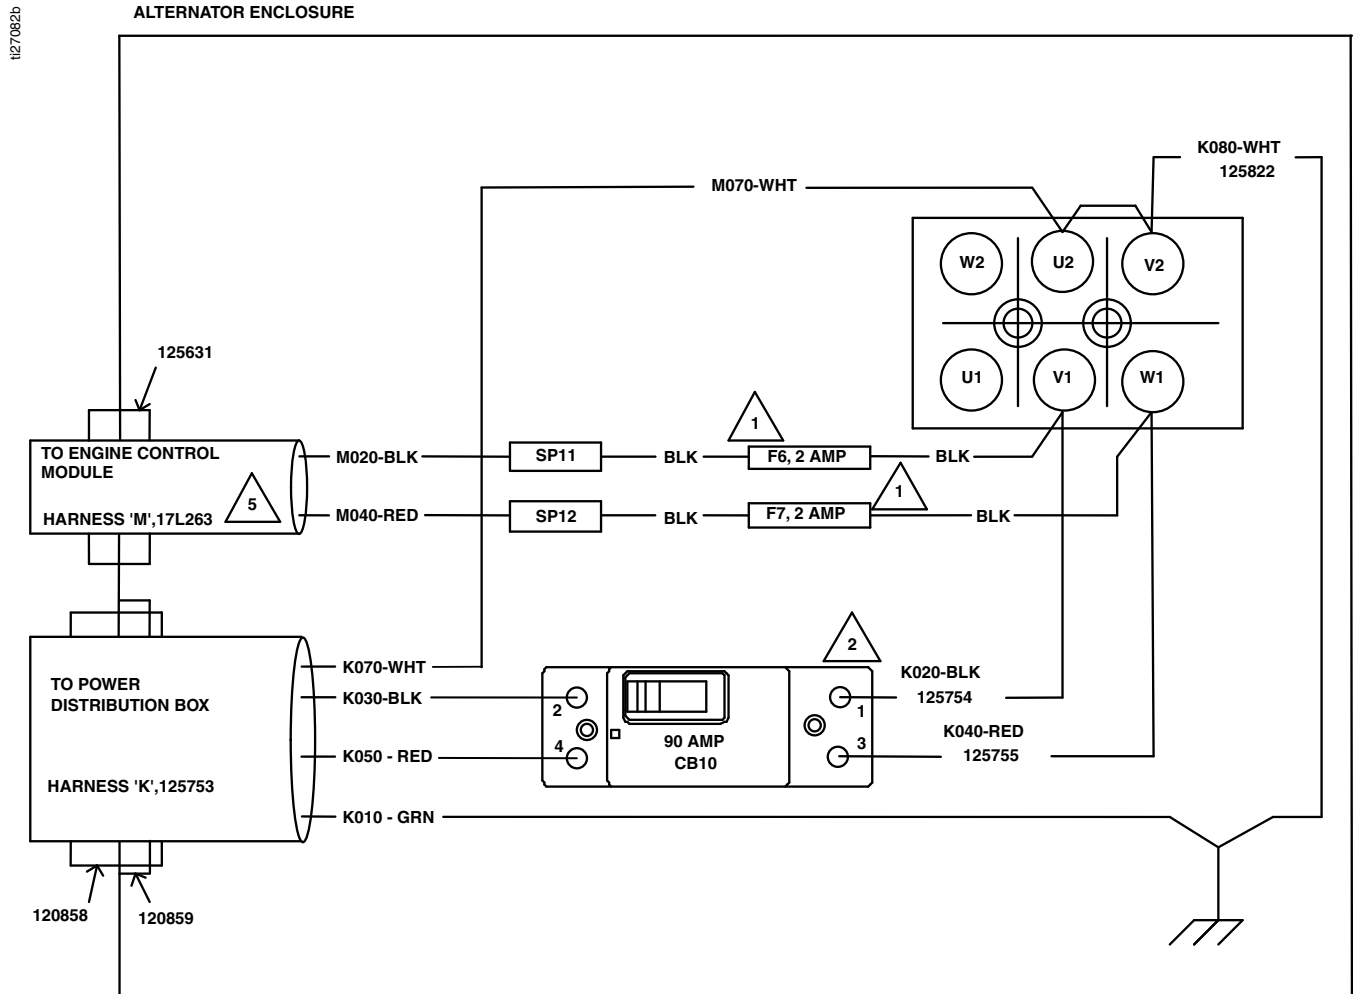 ti27082b
ALTERNATOR ENCLOSURE
K080-WHT
125822
M070-WHT
W2
U2
V2
U1
V1
W1
125631
TO ENGINE CONTROL
MODULE
HARNESS 'M',17L263
5
M020-BLK
SP11
BLK
1
F6, 2 AMP
BLK
M040-RED
SP12
BLK
F7, 2 AMP
1
BLK
TO POWER
DISTRIBUTION BOX
HARNESS 'K',125753
K070-WHT
K030-BLK
K050 - RED
K010 - GRN
2
4
90 AMP
CB10
2
1
3
K020-BLK
125754
K040-RED
125755
120858
120859